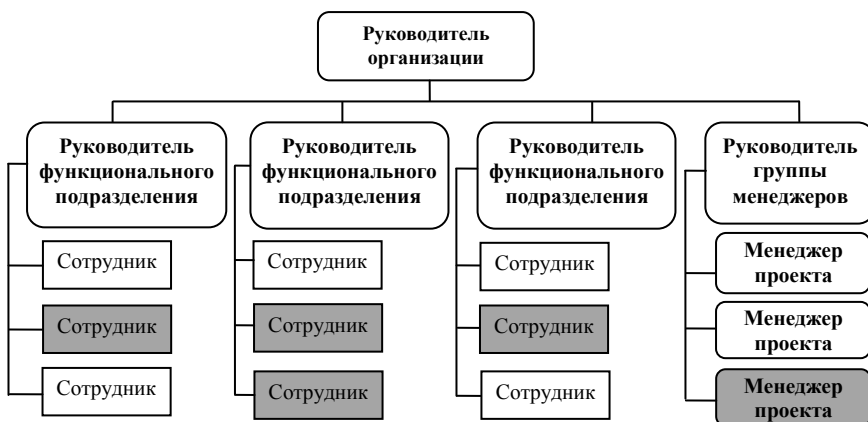 Руководитель
организации
Руководитель
функционального
подразделения
Руководитель
функционального
подразделения
Руководитель
функционального
подразделения
Руководитель
группы
менеджеров
Сотрудник
Сотрудник
Сотрудник
Менеджер
проекта
Сотрудник
Сотрудник
Сотрудник
Менеджер
проекта
Сотрудник
Сотрудник
Сотрудник
Менеджер
проекта